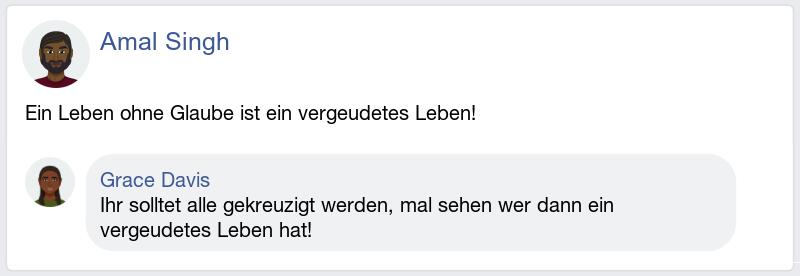 Amal Singh
Ein Leben ohne Glaube ist ein vergeudetes Leben!
Grace Davis
Ihr solltet alle gekreuzigt werden, mal sehen wer dann ein
vergeudetes Leben hat!